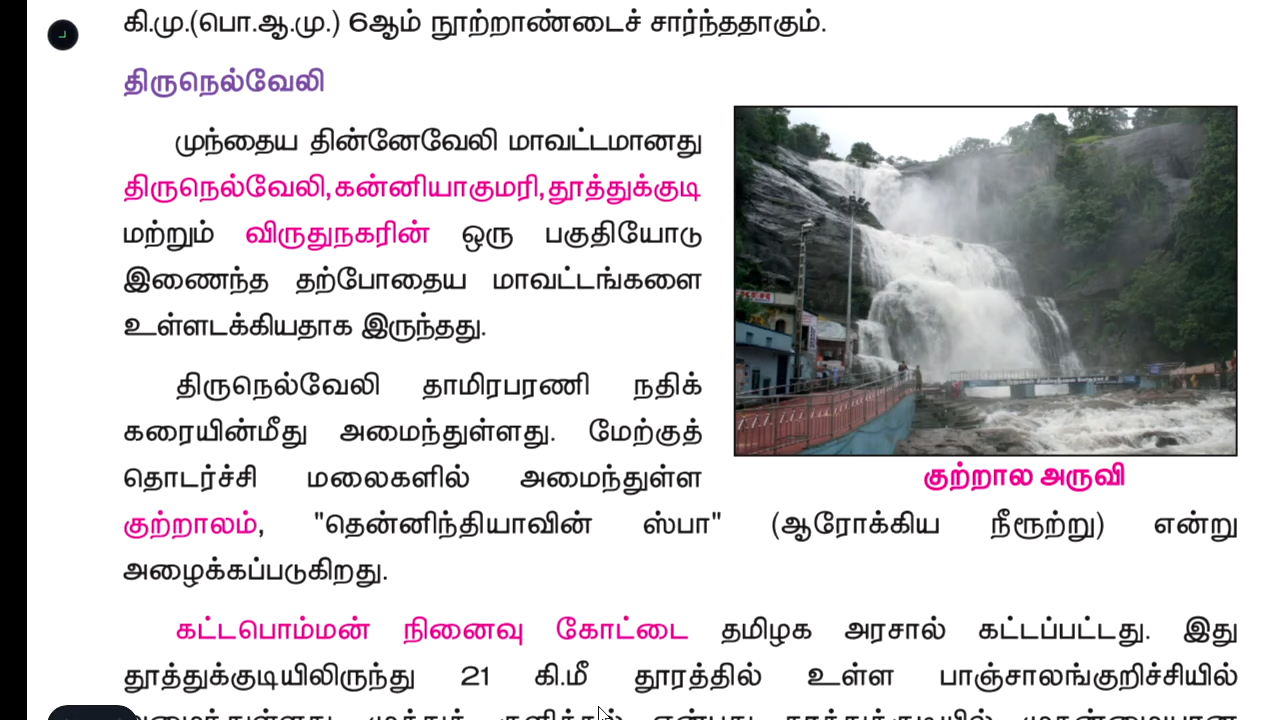 கி.மு.(பொ.ஆ.மு.) 6ஆம் நூற்றாண்டைச் சார்ந்ததாகும்.
திருநெல்வேலி
முந்தைய தின்னேவேலி மாவட்டமானது
திருநெல்வேலி,கன்னியாகுமரி,தூத்துக்குடி
மற்றும் விருதுநகரின் ஒரு பகுதியோடு
இணைந்த தற்போதைய மாவட்டங்களை
உள்ளடக்கியதாக இருந்தது.
திருநெல்வேலி தாமிரபரணி நதிக்
கரையின்மீது அமைந்துள்ளது. மேற்குத்
தொடர்ச்சி மலைகளில் அமைந்துள்ள
குற்றால அருவி
குற்றாலம், "தென்னிந்தியாவின் ஸ்பா" (ஆரோக்கிய நீரூற்று) என்று
அழைக்கப்படுகிறது.
கட்டபொம்மன் நினைவு கோட்டை தமிழக அரசால் கட்டப்பட்டது. இது
தூத்துக்குடியிலிருந்து 21 கி.மீ தூரத்தில் உள்ள பாஞ்சாலங்குறிச்சியில்